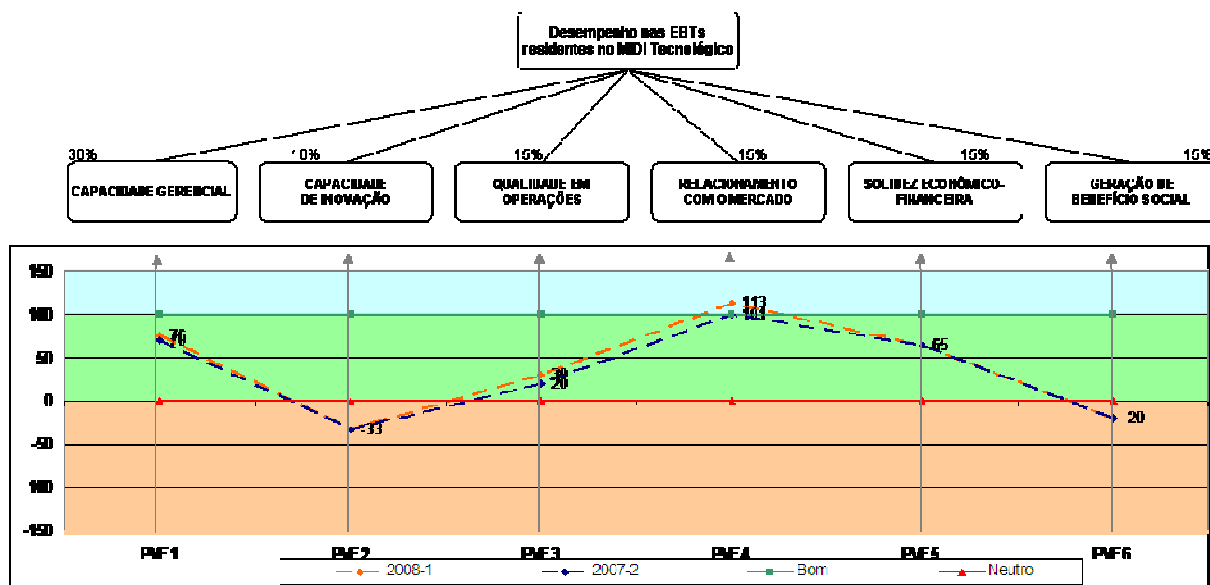 Desempenho nas EBTs
residentes no MIDI Tecnológico
30%
10%
15%
15%
15%
15%
CAPACIDADE GERENCIAL
CAPACIDADE
DE INOVAÇÃO
QUALIDADE EM
OPERAÇÕES
RELACIONAMENTO
COM O MERCADO
SOLIDEZ ECONÔMICO-
FINANCEIRA
GERAÇÃO DE
BENEFÍCIO SOCIAL
150
100
50
0
-50
100
-150
70
-33
30
20
113
65
20
PVF1
PVF2
PVF3
PVF4
PVF5
PVF6
2008-1
2007-2
Bom
Neutro